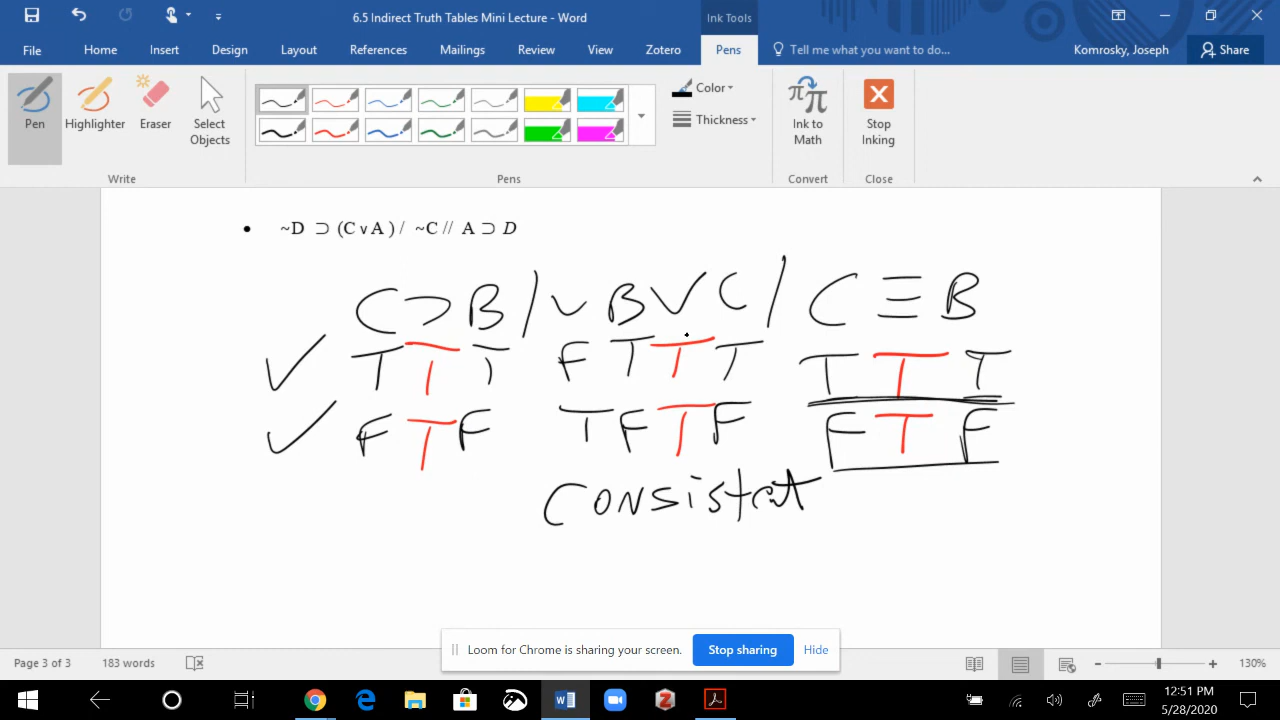 6.5 Indirect Truth Tables Mini Lecture - Word
Ink Tools
File Home Insert Design Layout References Mailings Review View Zotero Pens Tell me what you want to do... Komrosky, Joseph Share
Pen Highlighter Eraser Select Objects
Color
Thickness
Ink to Math
Stop Inking
Write Pens Convert Close
• ~D ⊃ (C v A ) / ~C // A ⊃ D
C ⊃ B / ~ B V C / C ≡ B
✓ T T T F T T T T T T
✓ F T F T F T F F T F
Consistent
Loom for Chrome is sharing your screen. Stop sharing Hide
Page 3 of 3 183 words 130%
12:51 PM
5/28/2020